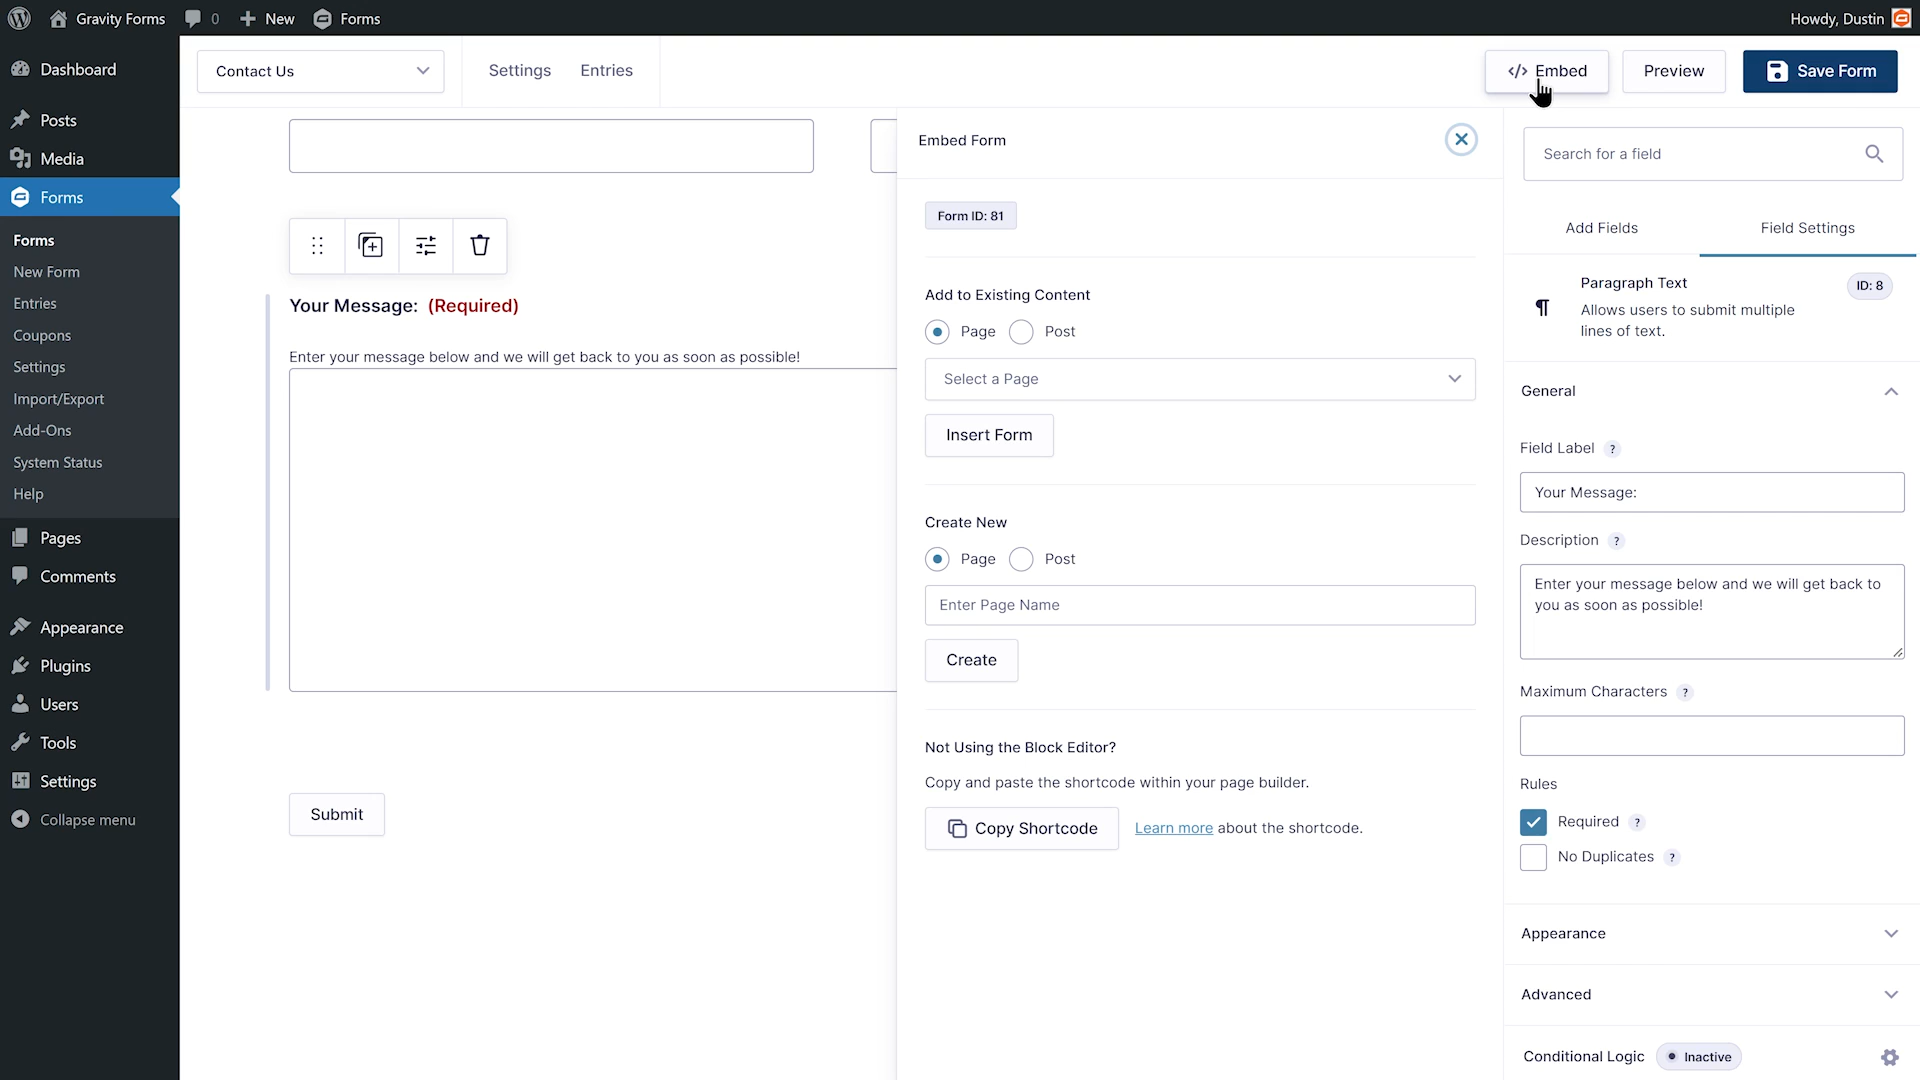 Gravity Forms
0
New
Forms
Howdy, Dustin
Dashboard
Posts
Media
Forms
Forms
New Form
Entries
Coupons
Settings
Import/Export
Add-Ons
System Status
Help
Pages
Comments
Appearance
Plugins
Users
Tools
Settings
Collapse menu
Contact Us
Settings
Entries
</> Embed
Preview
Save Form
Your Message: (Required)
Enter your message below and we will get back to you as soon as possible!
Submit
Embed Form
Form ID: 81
Add to Existing Content
Page
Post
Select a Page
Insert Form
Create New
Page
Post
Enter Page Name
Create
Not Using the Block Editor?
Copy and paste the shortcode within your page builder.
Copy Shortcode
Learn more about the shortcode.
Search for a field
Add Fields
Field Settings
Paragraph Text
ID: 8
¶
Allows users to submit multiple
lines of text.
General
Field Label ?
Your Message:
Description ?
Enter your message below and we will get back to
you as soon as possible!
Maximum Characters ?
Rules
Required ?
No Duplicates ?
Appearance
Advanced
Conditional Logic
Inactive